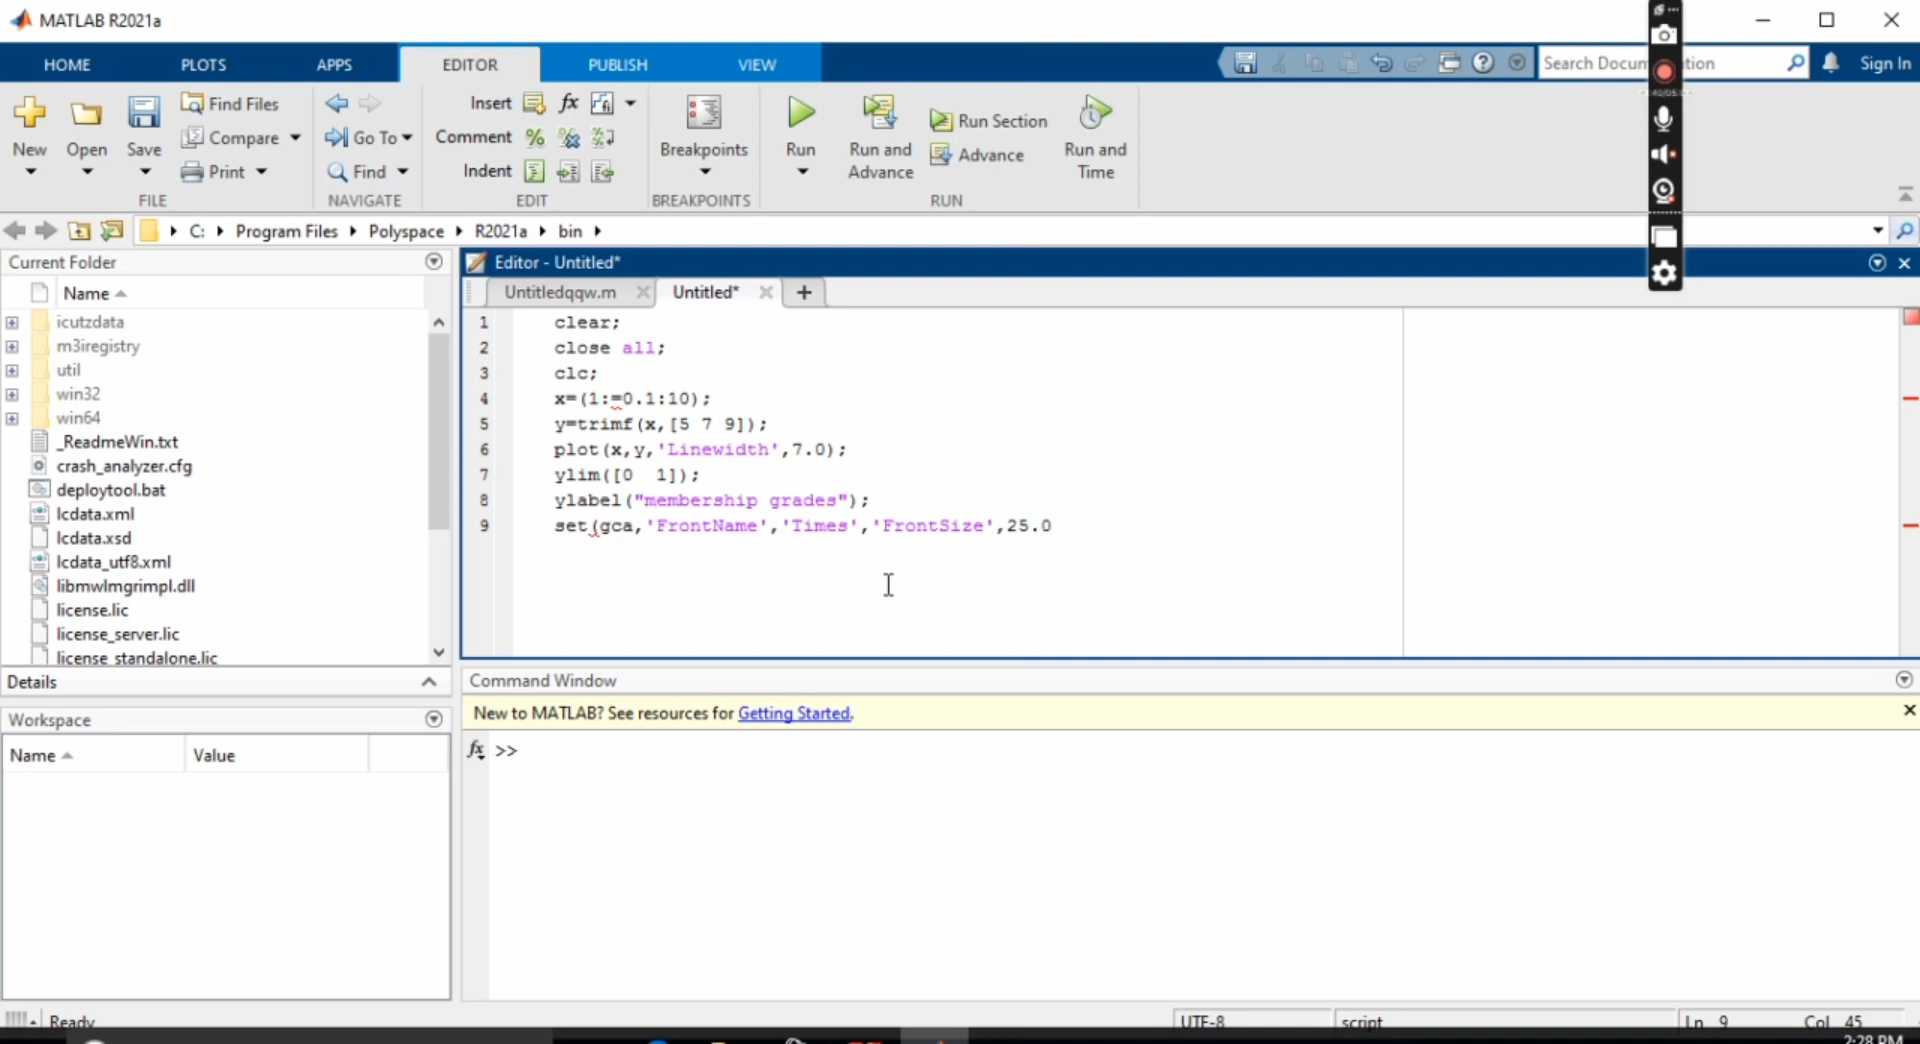 MATLAB R2021a
HOME PLOTS APPS EDITOR PUBLISH VIEW Search Docum tion Sign In
New Open Save Find Files Compare Print
FILE
Go To Find
NAVIGATE
Insert fx
Comment %
Indent
EDIT
Breakpoints
BREAKPOINTS
Run
Run and Advance
Run Section
Advance
Run and Time
RUN
C: Program Files Polyspace R2021a bin
Current Folder
Name
icutzdata
m3iregistry
util
win32
win64
_ReadmeWin.txt
crash_analyzer.cfg
deploytool.bat
lcdata.xml
lcdata.xsd
lcdata_utf8.xml
libmwlmgrimpl.dll
license.lic
license_server.lic
license_standalone.lic
Details
Workspace
Name Value
Editor - Untitled*
Untitledqqw.m Untitled* +
1 clear;
2 close all;
3 clc;
4 x=(1:=0.1:10);
5 y=trimf(x,[5 7 9]);
6 plot(x,y,'Linewidth',7.0);
7 ylim([0  1]);
8 ylabel("membership grades");
9 set(gca,'FrontName','Times','FrontSize',25.0
Command Window
New to MATLAB? See resources for Getting Started.
fx >>
Ready
UTF-8 script Ln 9 Col 45
2:28 PM